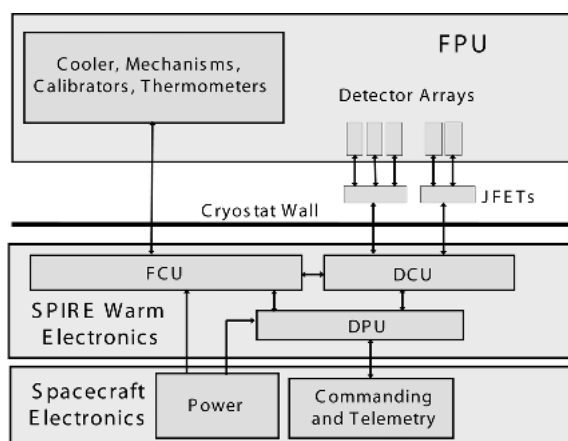 FPU
Cooler, Mechanisms,
Calibrators, Thermometers
Detector Arrays
JFETs
Cryostat Wall
FCU
DCU
SPIRE Warm
Electronics
DPU
Spacecraft
Electronics
Power
Commanding
and Telemetry